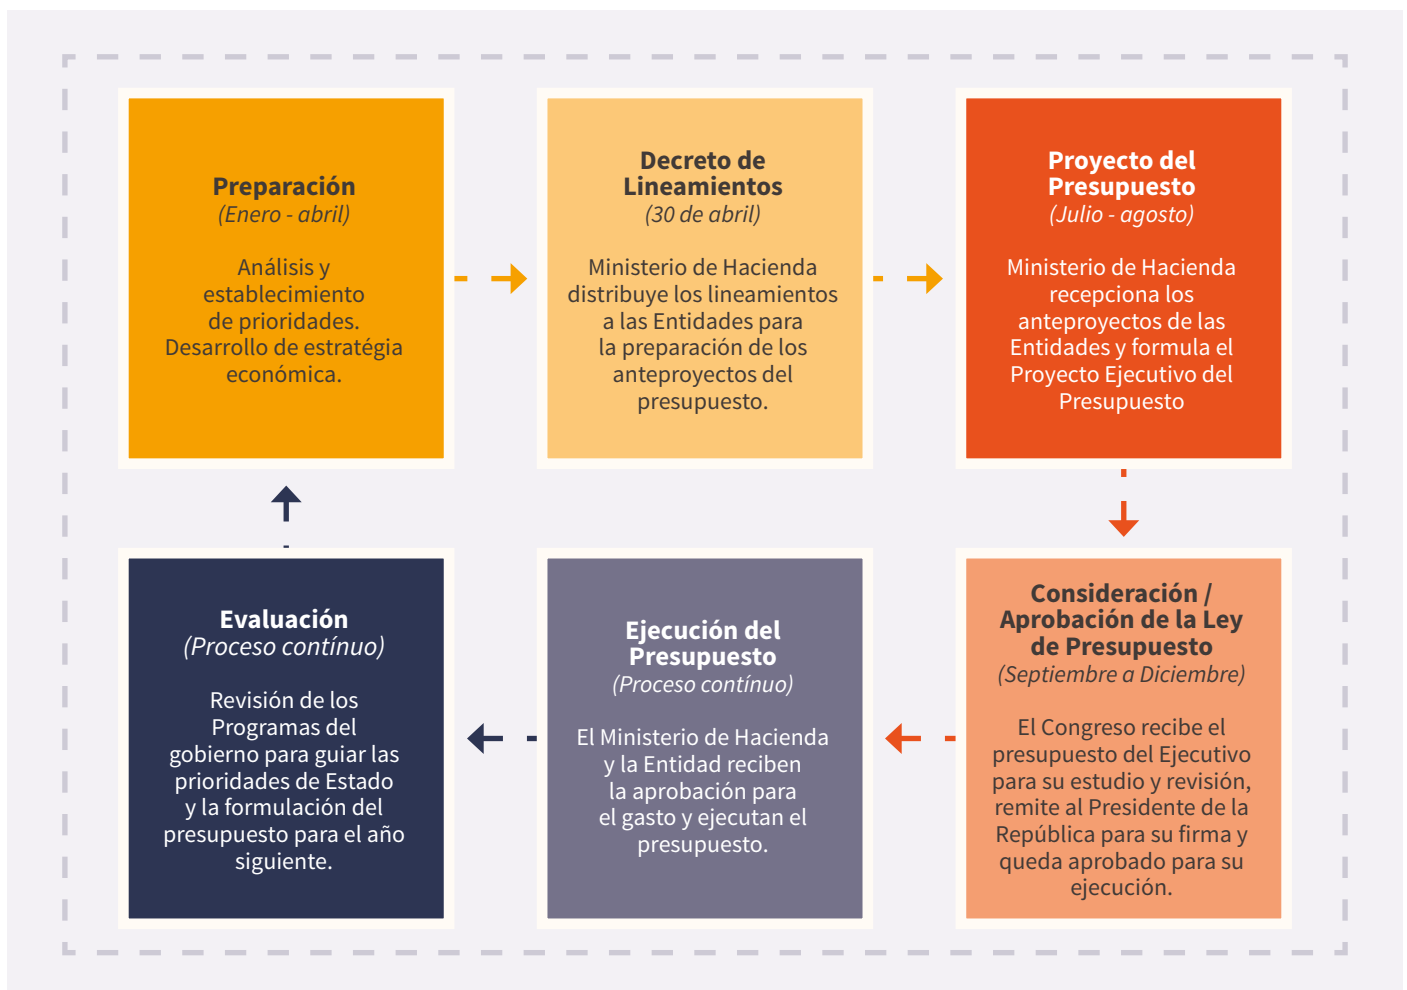 Preparación
(Enero - abril)
Análisis y
establecimiento
de prioridades.
Desarrollo de estratégia
económica.
Decreto de
Lineamientos
(30 de abril)
Ministerio de Hacienda
distribuye los lineamientos
a las Entidades para
la preparación de los
anteproyectos del
presupuesto.
Proyecto del
Presupuesto
(Julio - agosto)
Ministerio de Hacienda
recepciona los
anteproyectos de las
Entidades y formula el
Proyecto Ejecutivo del
Presupuesto
Consideración /
Aprobación de la Ley
de Presupuesto
(Septiembre a Diciembre)
El Congreso recibe el
presupuesto del Ejecutivo
para su estudio y revisión,
remite al Presidente de la
República para su firma y
queda aprobado para su
ejecución.
Ejecución del
Presupuesto
(Proceso contínuo)
El Ministerio de Hacienda
y la Entidad reciben
la aprobación para
el gasto y ejecutan el
presupuesto.
Evaluación
(Proceso contínuo)
Revisión de los
Programas del
gobierno para guiar las
prioridades de Estado
y la formulación del
presupuesto para el año
siguiente.